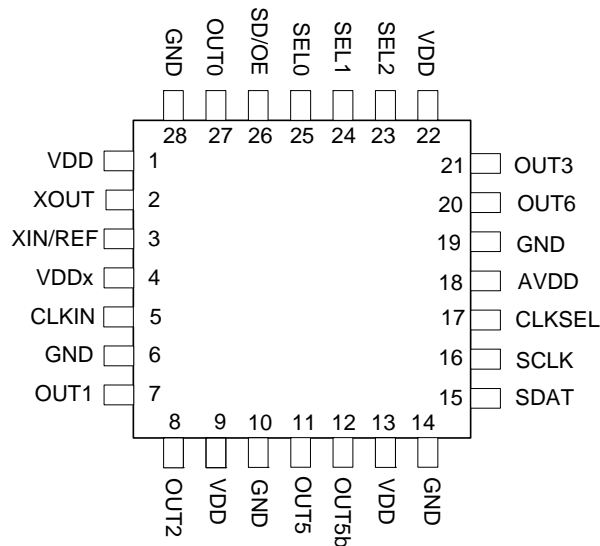 GND OUT0 SD/OE SEL0 SEL1 SEL2 VDD
28 27 26 25 24 23 22
VDD 1
XOUT 2
XIN/REF 3
VDDx 4
CLKIN 5
GND 6
OUT1 7
21 OUT3
20 OUT6
19 GND
18 AVDD
17 CLKSEL
16 SCLK
15 SDAT
8 9 10 11 12 13 14
OUT2 VDD GND OUT5 OUT5b VDD GND